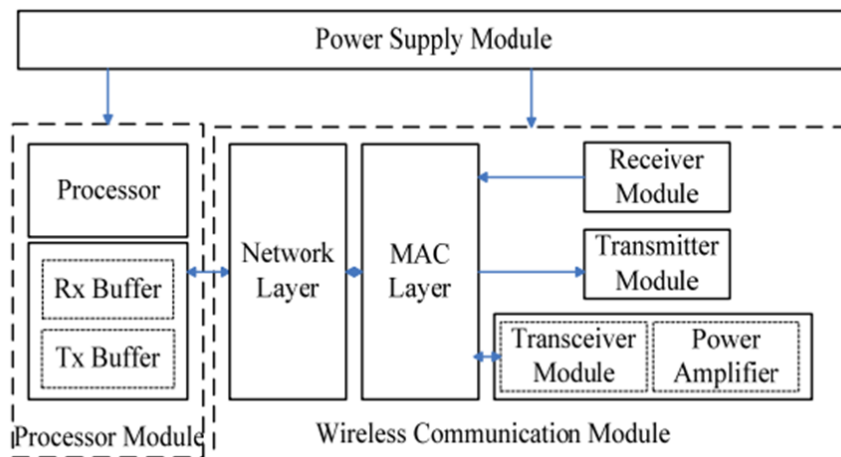 Power Supply Module
Processor
Rx Buffer
Tx Buffer
Processor Module
Network
Layer
MAC
Layer
Receiver
Module
Transmitter
Module
Transceiver
Module
Power
Amplifier
Wireless Communication Module